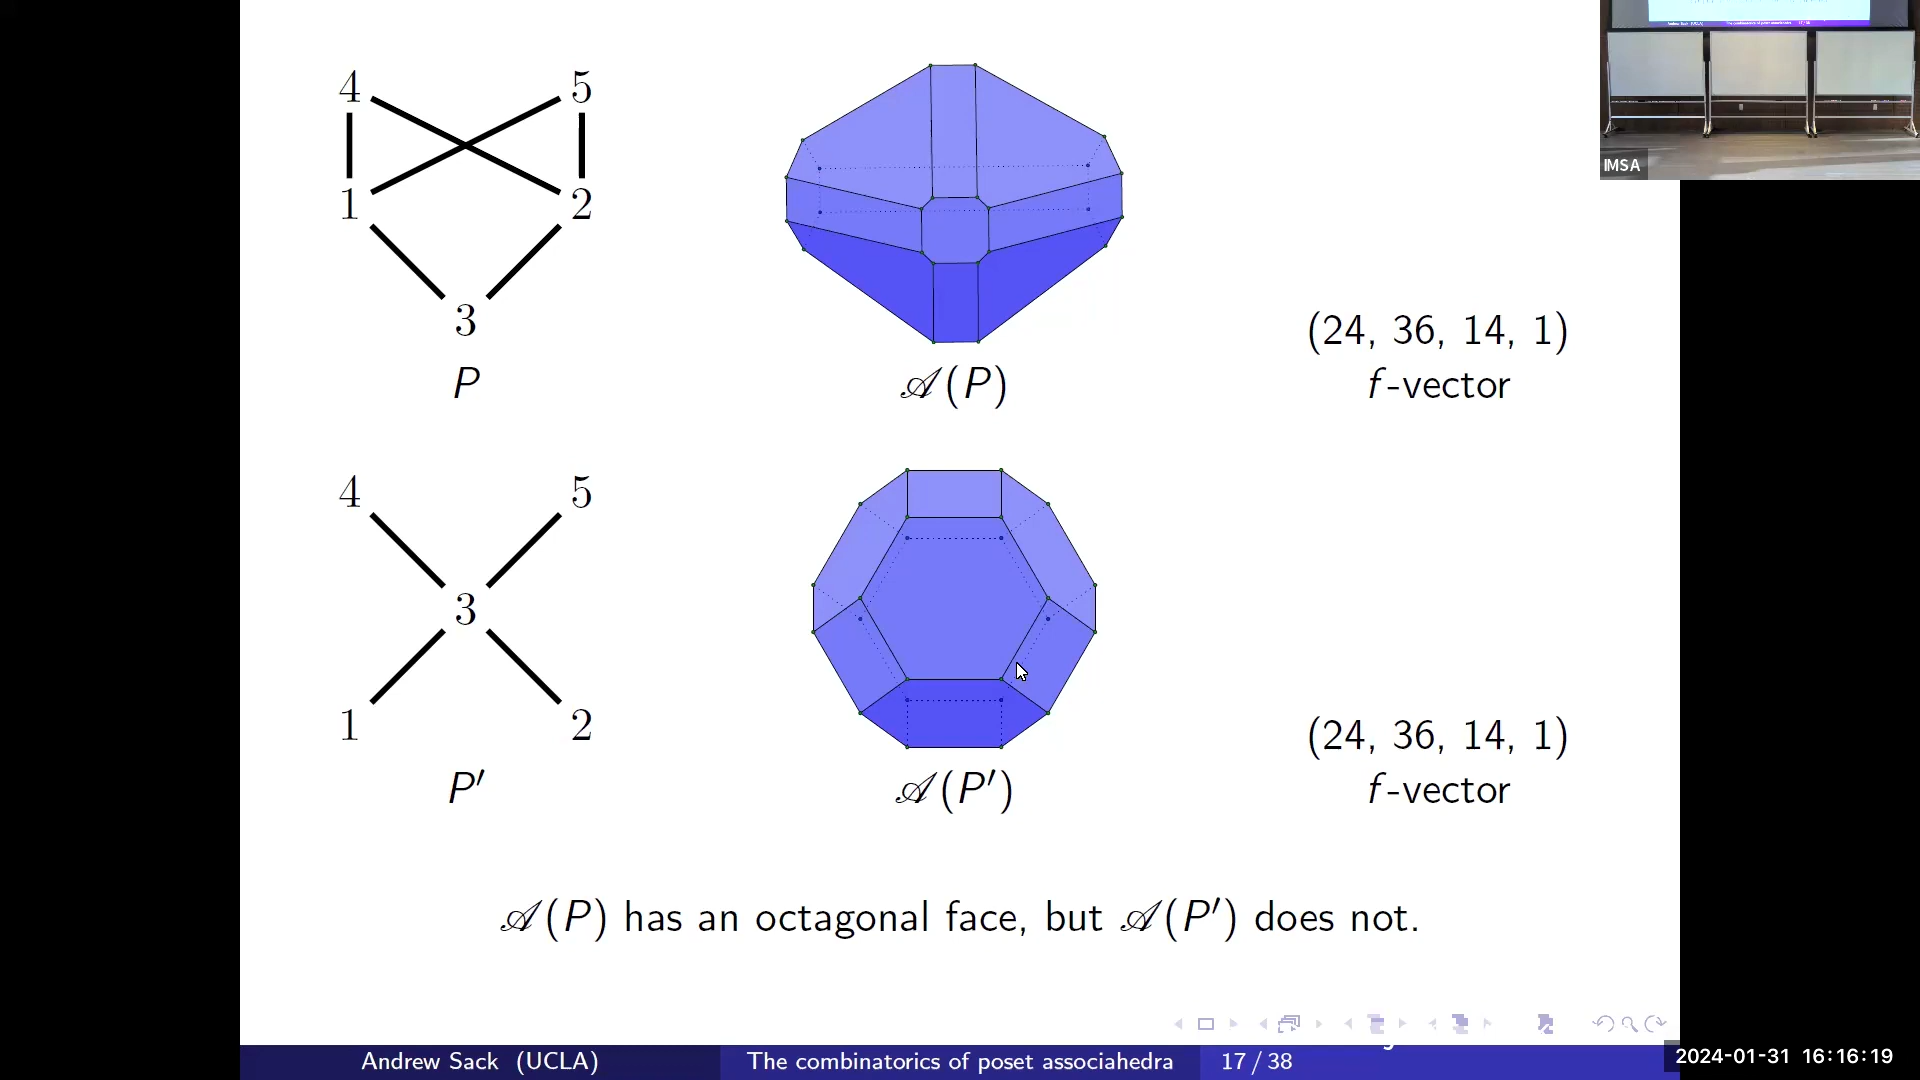 4 5
1 2
3
P
𝒜(P)
(24, 36, 14, 1)
f-vector
4 5
3
1 2
P′
𝒜(P′)
(24, 36, 14, 1)
f-vector
𝒜(P) has an octagonal face, but 𝒜(P′) does not.
Andrew Sack (UCLA)
The combinatorics of poset associahedra
17 / 38
IMSA
2024-01-31 16:16:19